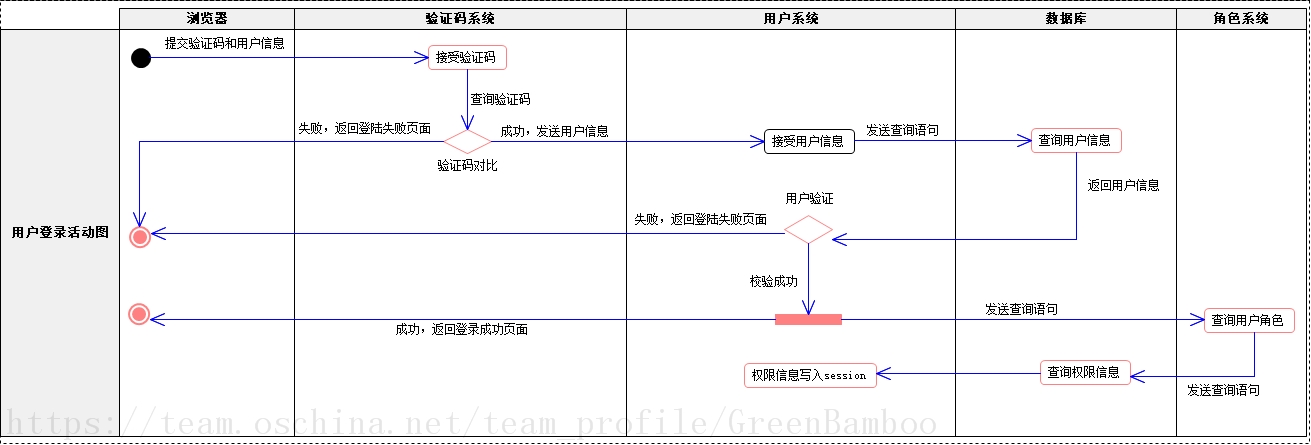 浏览器
验证码系统
用户系统
数据库
角色系统
用户登录活动图
提交验证码和用户信息
接受验证码
查询验证码
失败，返回登陆失败页面
成功，发送用户信息
验证码对比
接受用户信息
发送查询语句
查询用户信息
返回用户信息
用户验证
失败，返回登陆失败页面
校验成功
成功，返回登录成功页面
发送查询语句
查询用户角色
发送查询语句
查询权限信息
权限信息写入session
https://team.oschina.net/team_profile/GreenBamboo